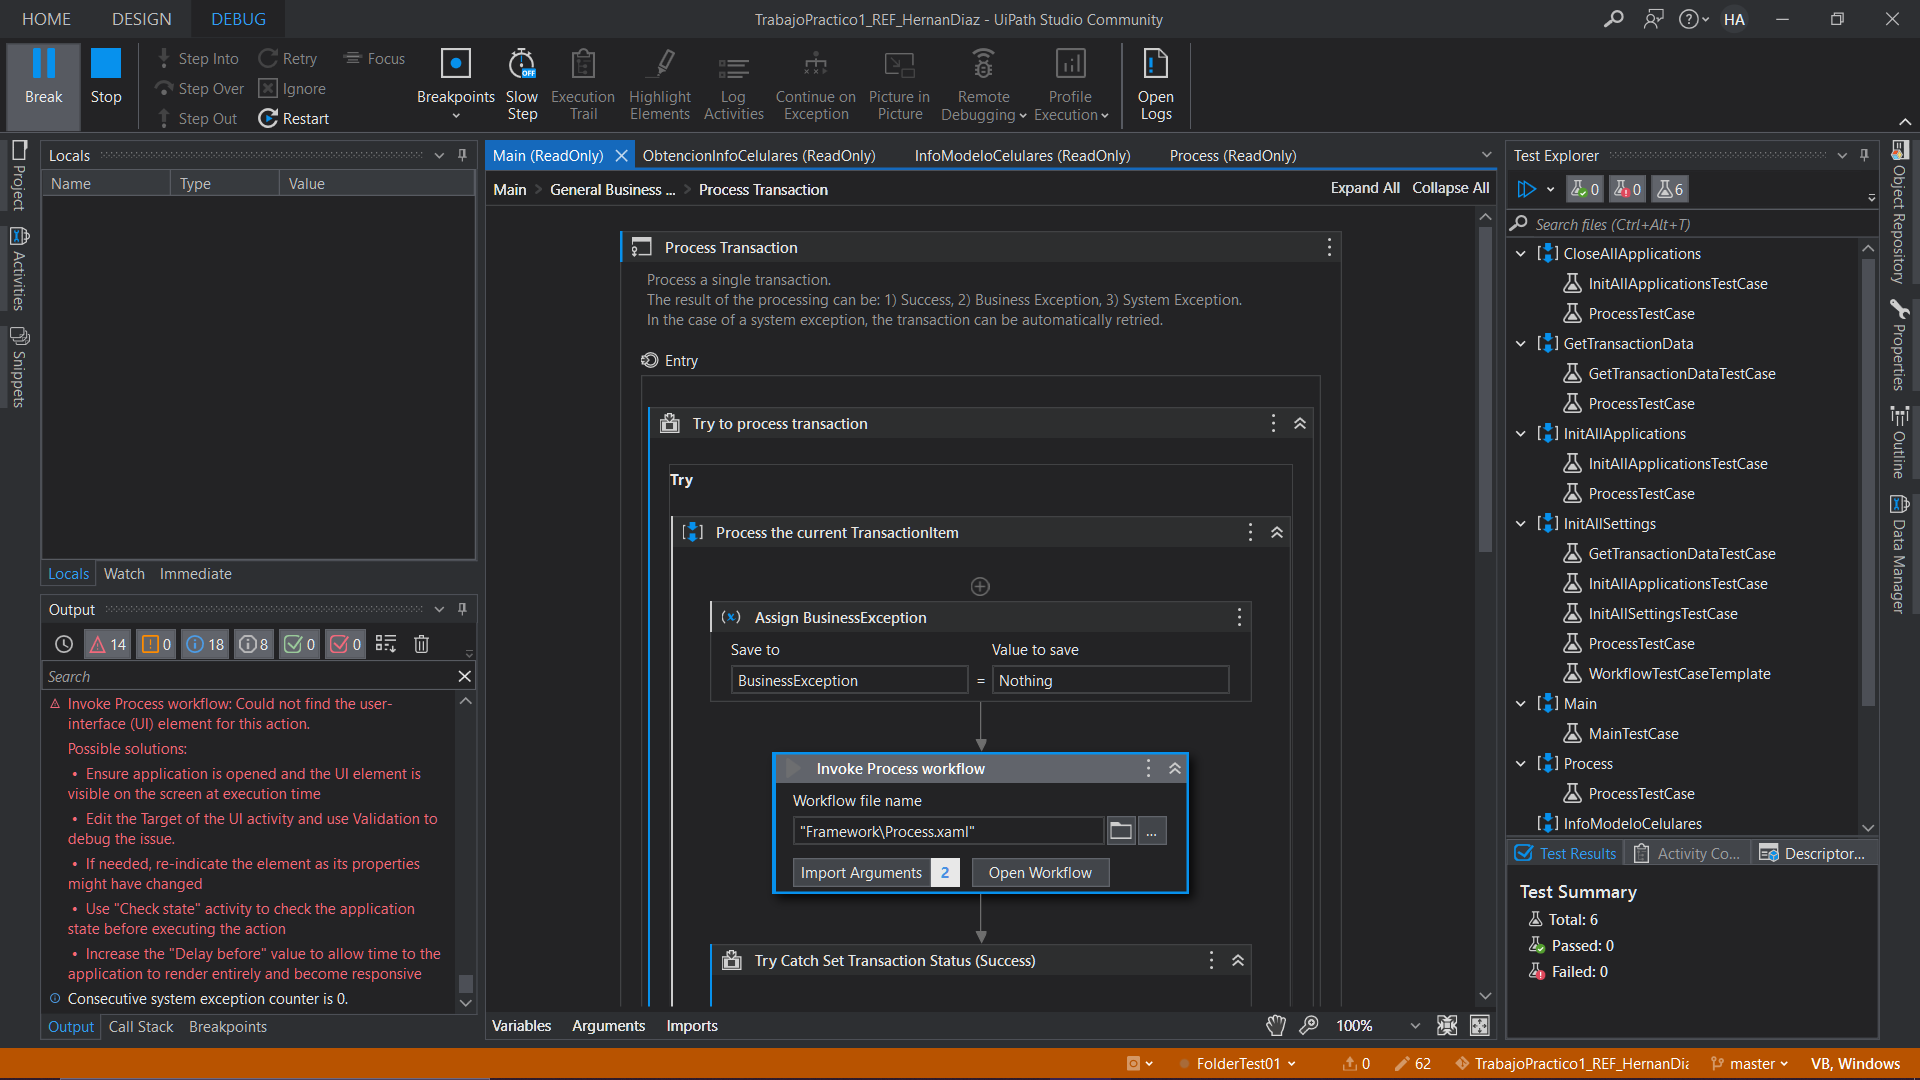 HOME
DESIGN
DEBUG
TrabajoPractico1_REF_HernanDiaz - UiPath Studio Community
HA
Break
Stop
Step Into
Step Over
Step Out
Retry
Ignore
Restart
Focus
Breakpoints
Slow
Step
OFF
Execution
Trail
Highlight
Elements
Log
Activities
Continue on
Exception
Picture in
Picture
Remote
Debugging
Profile
Execution
Open
Logs
Project
Activities
Snippets
Locals
Name
Type
Value
Locals
Watch
Immediate
Output
14
0
18
8
0
0
Search
Invoke Process workflow: Could not find the user-
interface (UI) element for this action.
Possible solutions:
• Ensure application is opened and the UI element is
visible on the screen at execution time
• Edit the Target of the UI activity and use Validation to
debug the issue.
• If needed, re-indicate the element as its properties
might have changed
• Use "Check state" activity to check the application
state before executing the action
• Increase the "Delay before" value to allow time to the
application to render entirely and become responsive
Consecutive system exception counter is 0.
Output
Call Stack
Breakpoints
Main (ReadOnly)
ObtencionInfoCelulares (ReadOnly)
InfoModeloCelulares (ReadOnly)
Process (ReadOnly)
Main > General Business ... > Process Transaction
Expand All
Collapse All
Process Transaction
Process a single transaction.
The result of the processing can be: 1) Success, 2) Business Exception, 3) System Exception.
In the case of a system exception, the transaction can be automatically retried.
Entry
Try to process transaction
Try
Process the current TransactionItem
Assign BusinessException
Save to
Value to save
BusinessException
=
Nothing
Invoke Process workflow
Workflow file name
"Framework\Process.xaml"
...
Import Arguments
2
Open Workflow
Try Catch Set Transaction Status (Success)
Variables
Arguments
Imports
100%
Test Explorer
0
0
6
Search files (Ctrl+Alt+T)
CloseAllApplications
InitAllApplicationsTestCase
ProcessTestCase
GetTransactionData
GetTransactionDataTestCase
ProcessTestCase
InitAllApplications
InitAllApplicationsTestCase
ProcessTestCase
InitAllSettings
GetTransactionDataTestCase
InitAllApplicationsTestCase
InitAllSettingsTestCase
ProcessTestCase
WorkflowTestCaseTemplate
Main
MainTestCase
Process
ProcessTestCase
InfoModeloCelulares
Test Results
Activity Co...
Descriptor...
Test Summary
Total: 6
Passed: 0
Failed: 0
Object Repository
Properties
Outline
Data Manager
FolderTest01
0
62
TrabajoPractico1_REF_HernanDia
master
VB, Windows